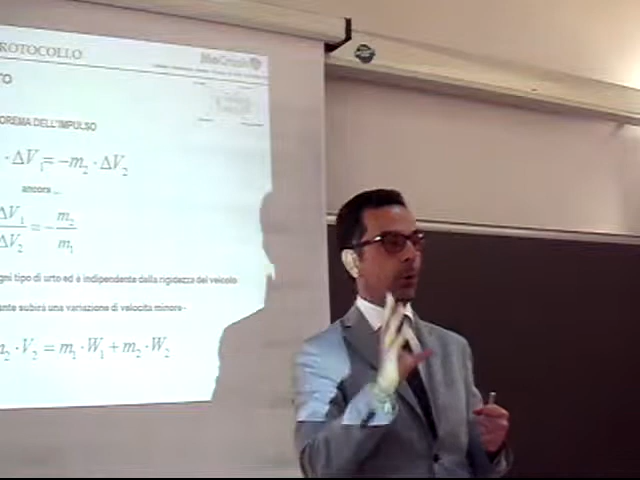 ROTOCOLLO
TO
OREMA DELL'IMPULSO
· ΔV₁ = −m₂ · ΔV₂
ancora ...
ΔV₁ / ΔV₂ = − m₂ / m₁
gni tipo di urto ed è indipendente dalla rigidezza del veicolo
ante subirà una variazione di velocità minore
m₂ · V₂ = m₁ · W₁ + m₂ · W₂